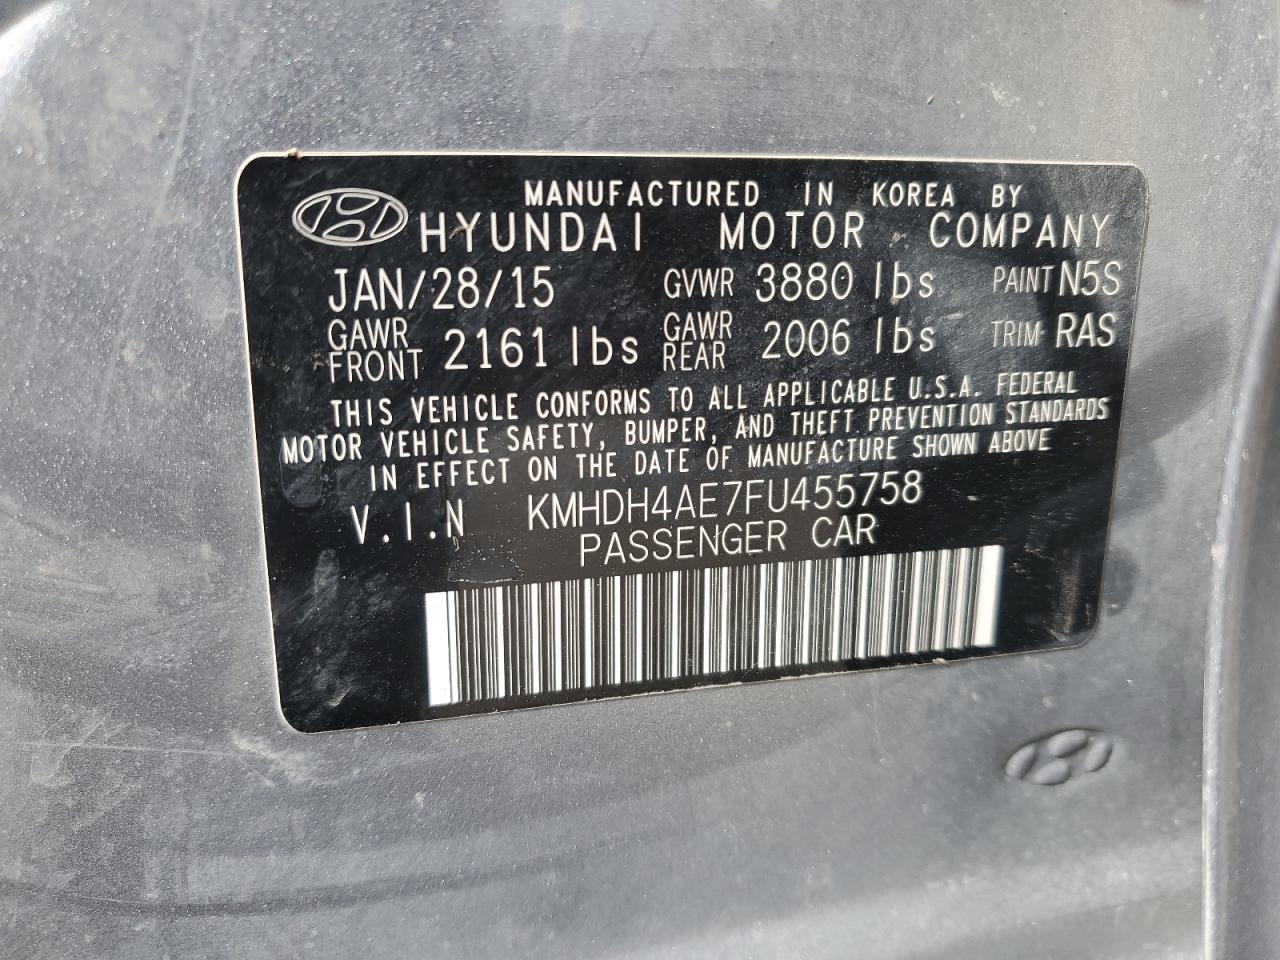 MANUFACTURED IN KOREA BY
HYUNDAI MOTOR COMPANY
JAN/28/15 GVWR 3880 lbs PAINT N5S
GAWR FRONT 2161 lbs GAWR REAR 2006 lbs TRIM RAS
THIS VEHICLE CONFORMS TO ALL APPLICABLE U.S.A. FEDERAL
MOTOR VEHICLE SAFETY, BUMPER, AND THEFT PREVENTION STANDARDS
IN EFFECT ON THE DATE OF MANUFACTURE SHOWN ABOVE
V.I.N KMHDH4AE7FU455758
PASSENGER CAR